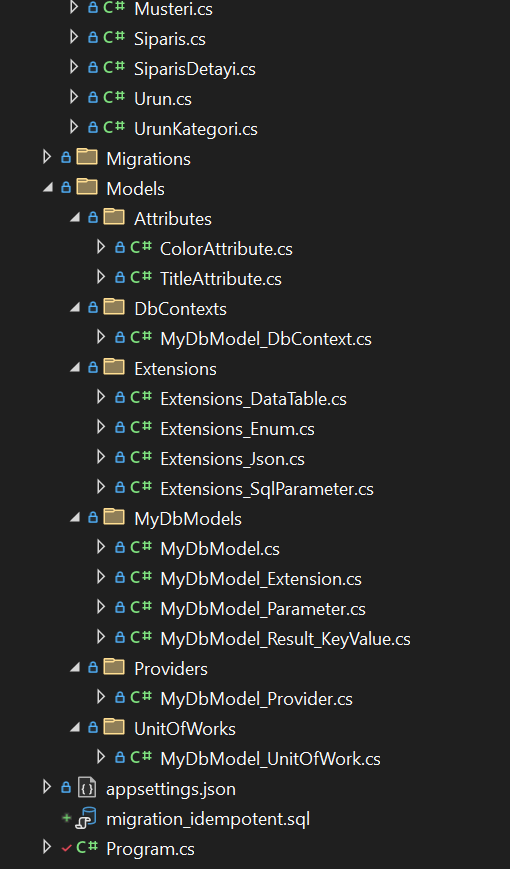 C# Musteri.cs
C# Siparis.cs
C# SiparisDetayi.cs
C# Urun.cs
C# UrunKategori.cs
Migrations
Models
Attributes
C# ColorAttribute.cs
C# TitleAttribute.cs
DbContexts
C# MyDbModel_DbContext.cs
Extensions
C# Extensions_DataTable.cs
C# Extensions_Enum.cs
C# Extensions_Json.cs
C# Extensions_SqlParameter.cs
MyDbModels
C# MyDbModel.cs
C# MyDbModel_Extension.cs
C# MyDbModel_Parameter.cs
C# MyDbModel_Result_KeyValue.cs
Providers
C# MyDbModel_Provider.cs
UnitOfWorks
C# MyDbModel_UnitOfWork.cs
appsettings.json
migration_idempotent.sql
C# Program.cs